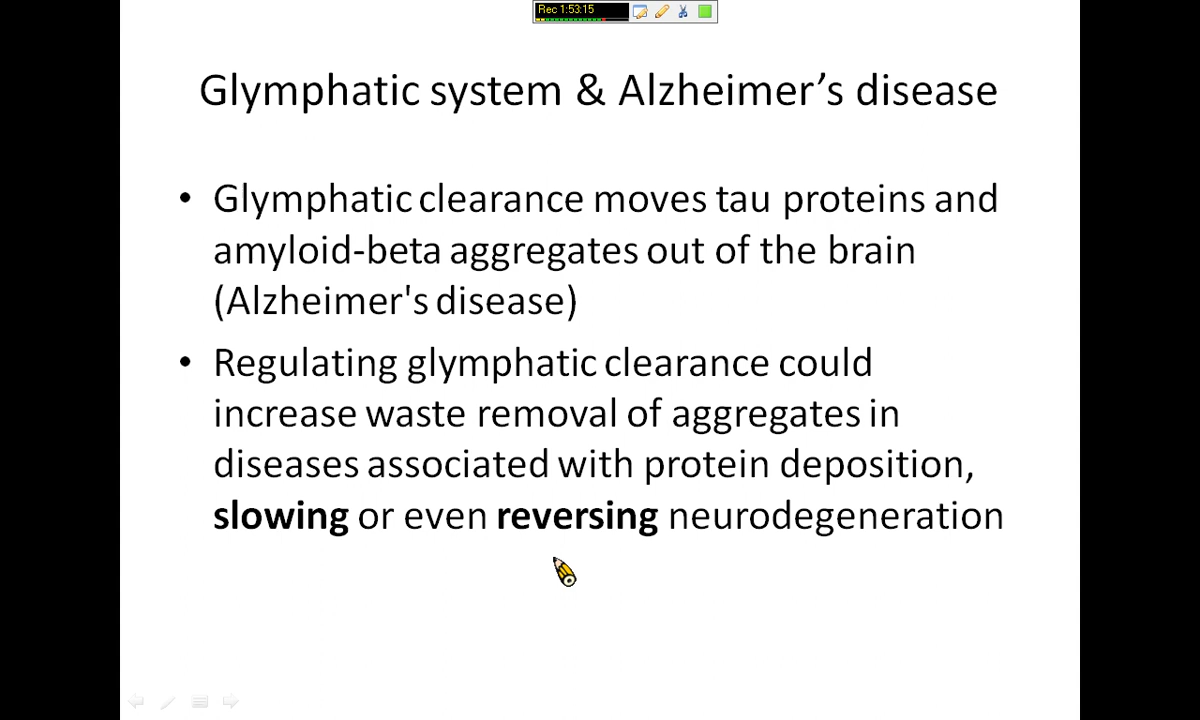 Rec 1:53:15
Glymphatic system & Alzheimer’s disease
• Glymphatic clearance moves tau proteins and
amyloid-beta aggregates out of the brain
(Alzheimer's disease)
• Regulating glymphatic clearance could
increase waste removal of aggregates in
diseases associated with protein deposition,
slowing or even reversing neurodegeneration